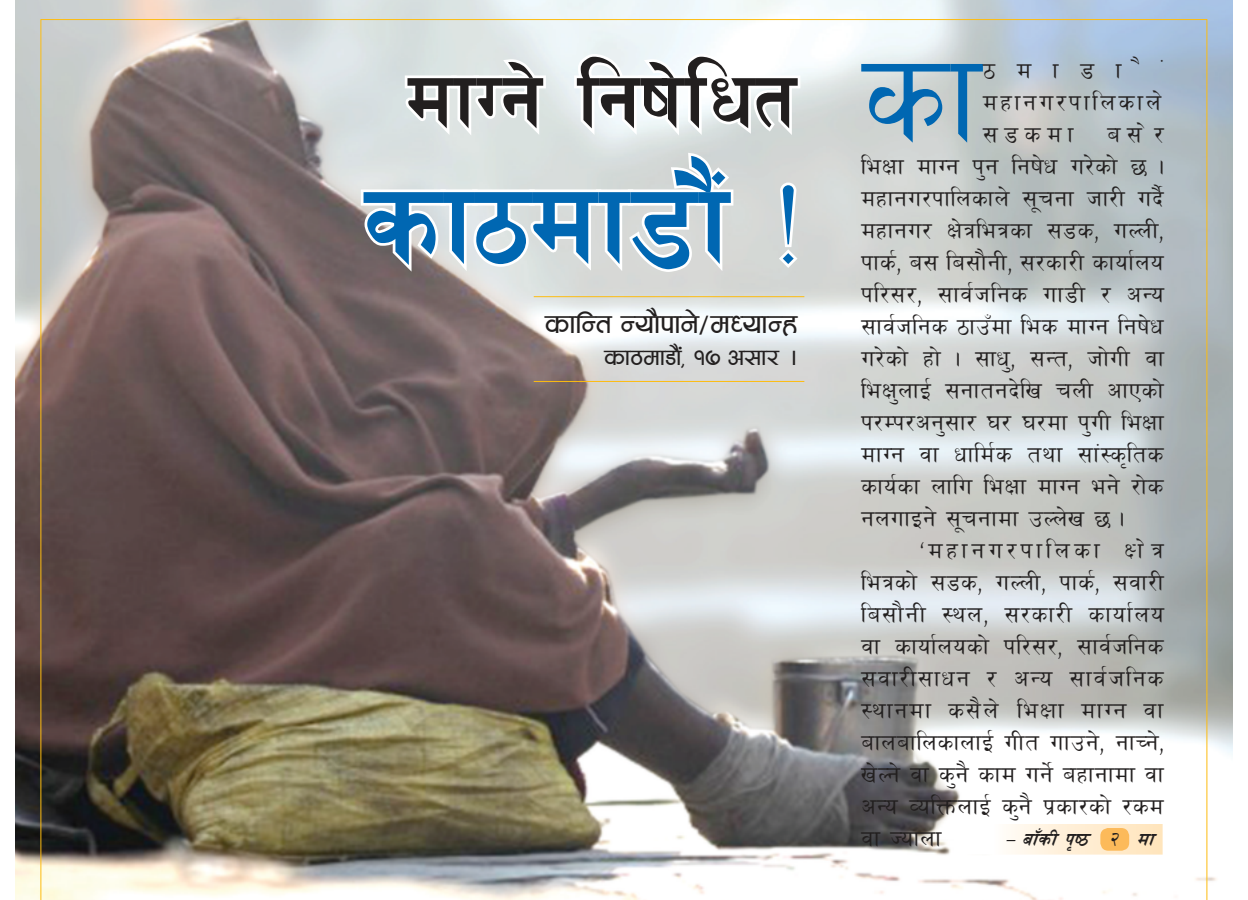 माग्ने निषेधित
काठमाडौं !
कान्ति न्यौपाने/मध्यान्ह
काठमाडौं, १७ असार ।
काठमाडौं
महानगरपालिकाले
सडकमा बसेर
भिक्षा माग्न पुन निषेध गरेको छ ।
महानगरपालिकाले सूचना जारी गर्दै
महानगर क्षेत्रभित्रका सडक, गल्ली,
पार्क, बस बिसौनी, सरकारी कार्यालय
परिसर, सार्वजनिक गाडी र अन्य
सार्वजनिक ठाउँमा भिक माग्न निषेध
गरेको हो । साधु, सन्त, जोगी वा
भिक्षुलाई सनातनदेखि चली आएको
परम्परअनुसार घर घरमा पुगी भिक्षा
माग्न वा धार्मिक तथा सांस्कृतिक
कार्यका लागि भिक्षा माग्न भने रोक
नलगाइने सूचनामा उल्लेख छ ।
‘महानगरपालिका क्षेत्र
भित्रको सडक, गल्ली, पार्क, सवारी
बिसौनी स्थल, सरकारी कार्यालय
वा कार्यालयको परिसर, सार्वजनिक
सवारीसाधन र अन्य सार्वजनिक
स्थानमा कसैले भिक्षा माग्न वा
बालबालिकालाई गीत गाउने, नाच्ने,
खेल्ने वा कुनै काम गर्ने बहानामा वा
अन्य व्यक्तिलाई कुनै प्रकारको रकम
वा ज्याला
– बाँकी पृष्ठ २ मा